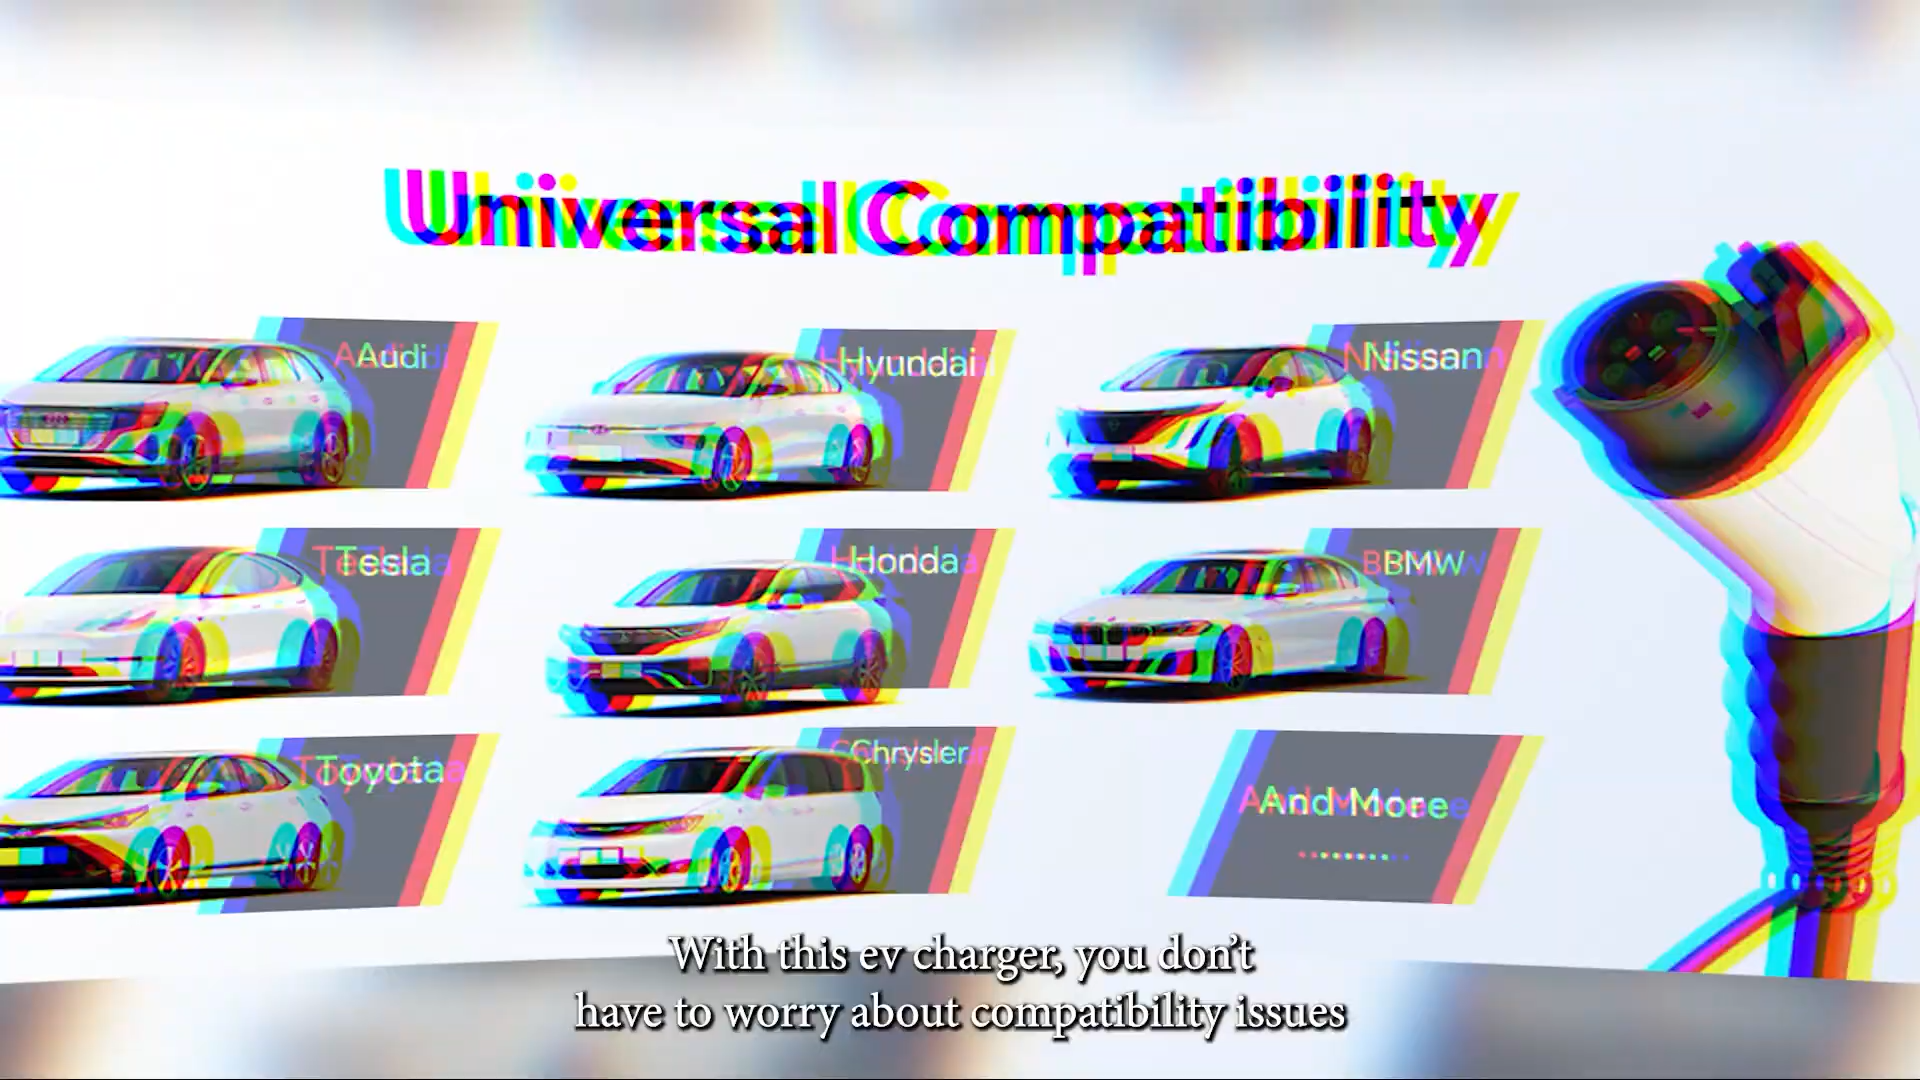 Universal Compatibility
Audi
Hyundai
Nissan
Tesla
Honda
BMW
Toyota
Chrysler
And More
.........
With this ev charger, you don't
have to worry about compatibility issues